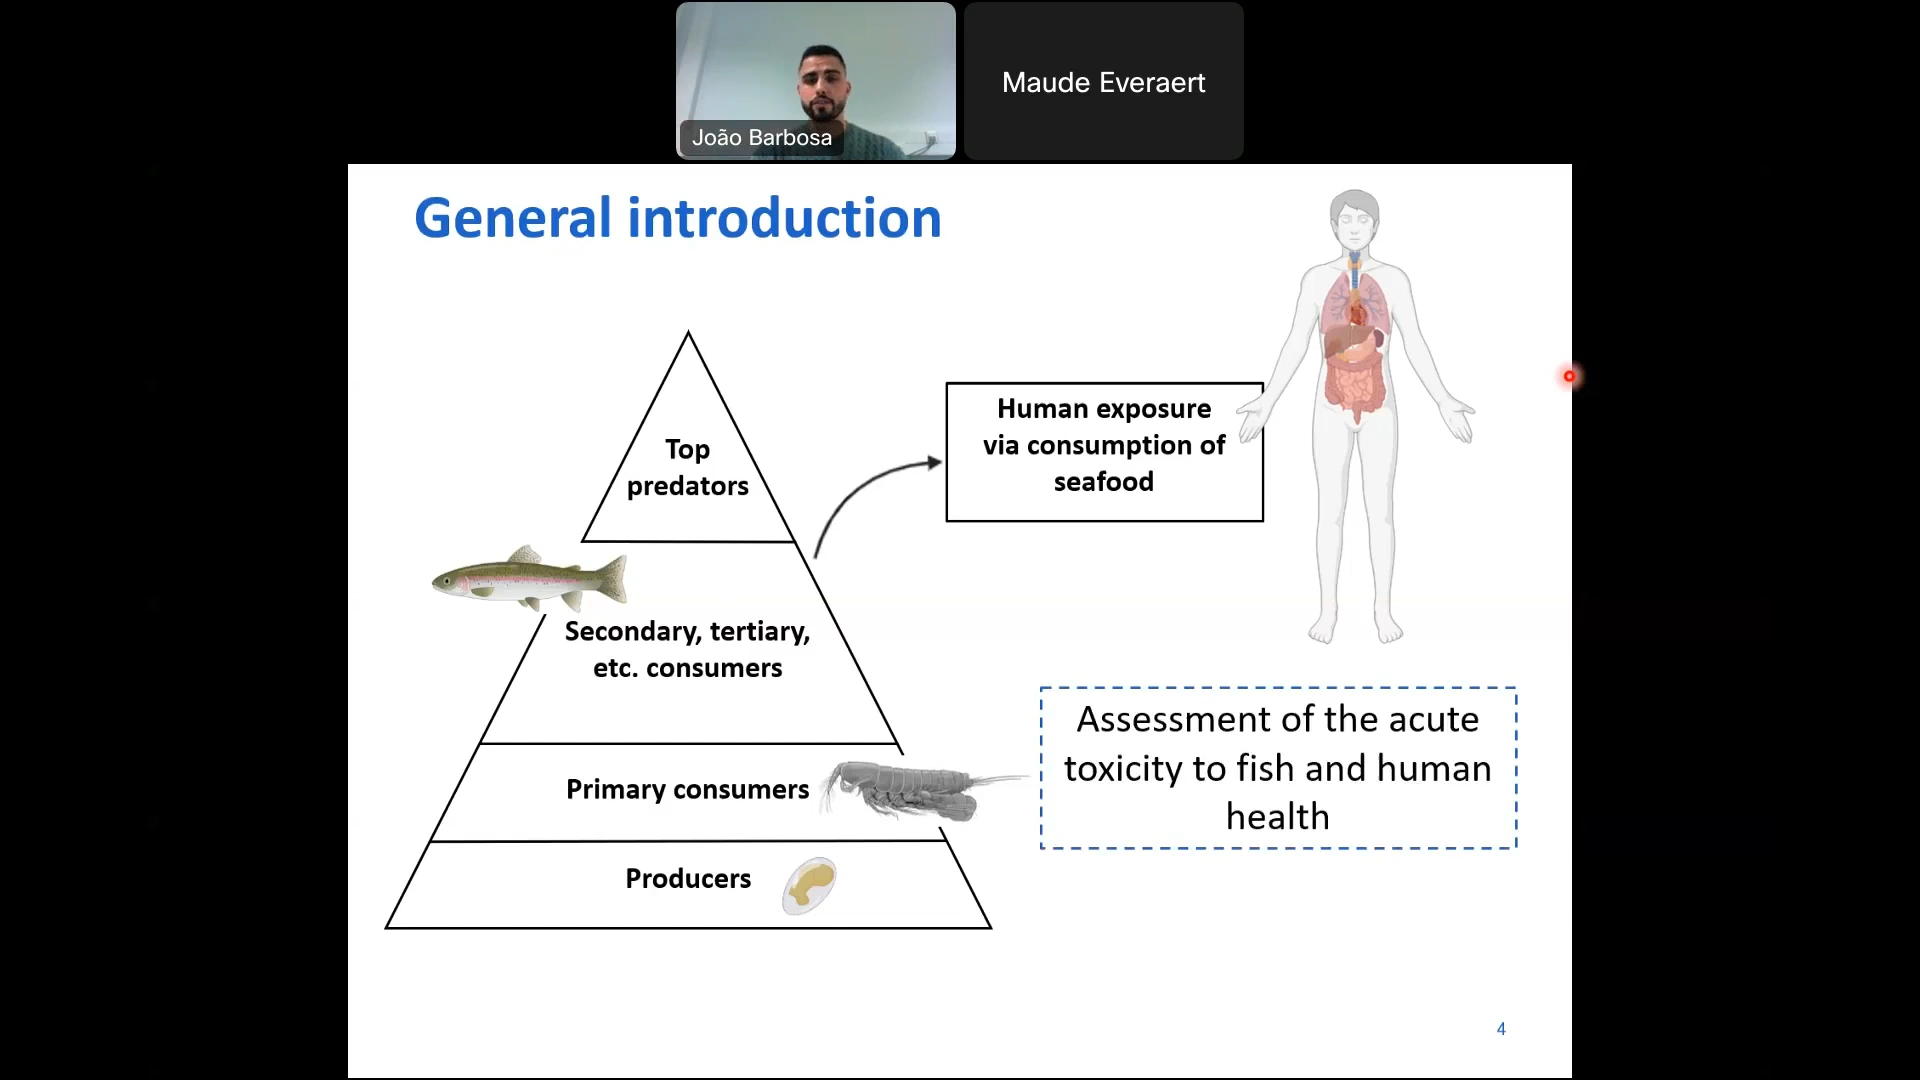 João Barbosa
Maude Everaert
General introduction
Top
predators
Human exposure
via consumption of
seafood
Secondary, tertiary,
etc. consumers
Primary consumers
Producers
Assessment of the acute
toxicity to fish and human
health
4